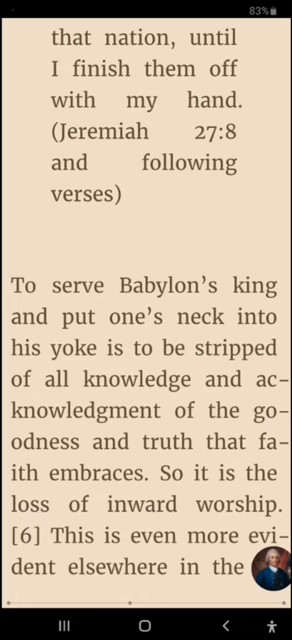 83%
that nation, until
I finish them off
with my hand.
(Jeremiah 27:8
and following
verses)
To serve Babylon’s king
and put one’s neck into
his yoke is to be stripped
of all knowledge and ac-
knowledgment of the go-
odness and truth that fa-
ith embraces. So it is the
loss of inward worship.
[6] This is even more evi-
dent elsewhere in the